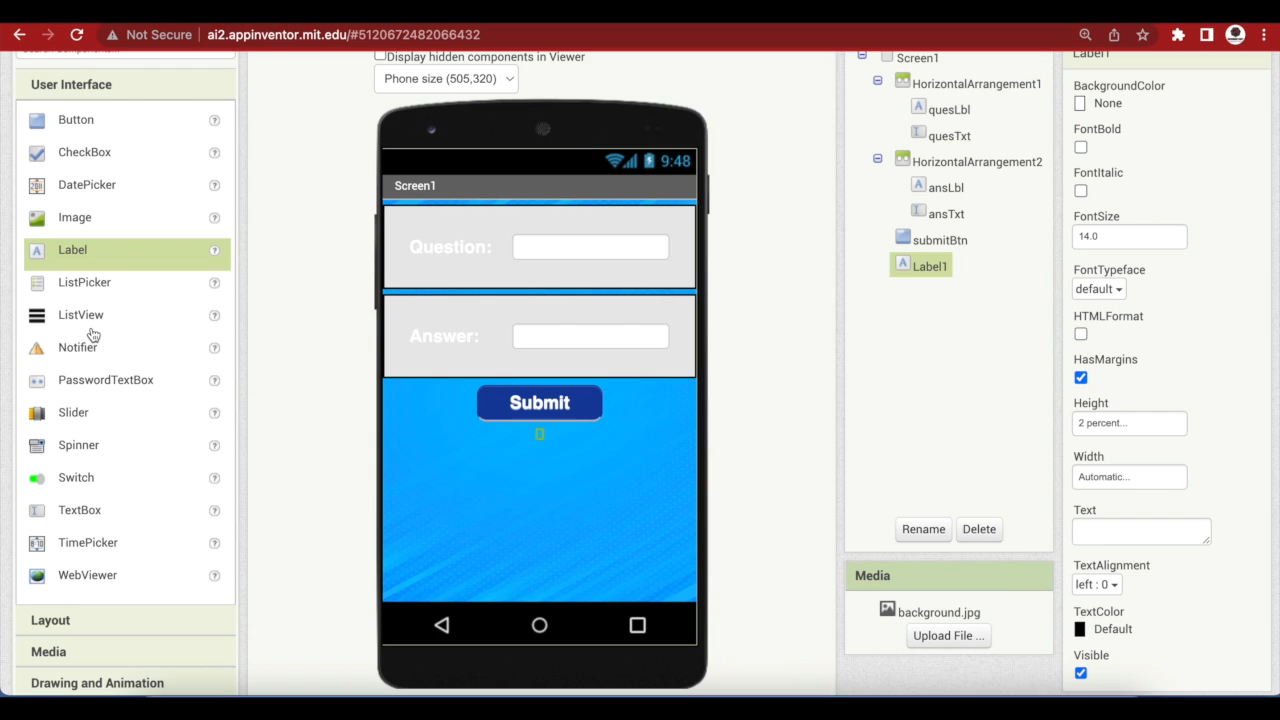 Not Secure | ai2.appinventor.mit.edu/#5120672482066432
User Interface
Button
CheckBox
DatePicker
Image
Label
ListPicker
ListView
Notifier
PasswordTextBox
Slider
Spinner
Switch
TextBox
TimePicker
WebViewer
Layout
Media
Drawing and Animation
Display hidden components in Viewer
Phone size (505,320)
9:48
Screen1
Question:
Answer:
Submit
Screen1
HorizontalArrangement1
quesLbl
quesTxt
HorizontalArrangement2
ansLbl
ansTxt
submitBtn
Label1
Rename Delete
Media
background.jpg
Upload File ...
Label1
BackgroundColor
None
FontBold
FontItalic
FontSize
14.0
FontTypeface
default
HTMLFormat
HasMargins
Height
2 percent...
Width
Automatic...
Text
TextAlignment
left : 0
TextColor
Default
Visible